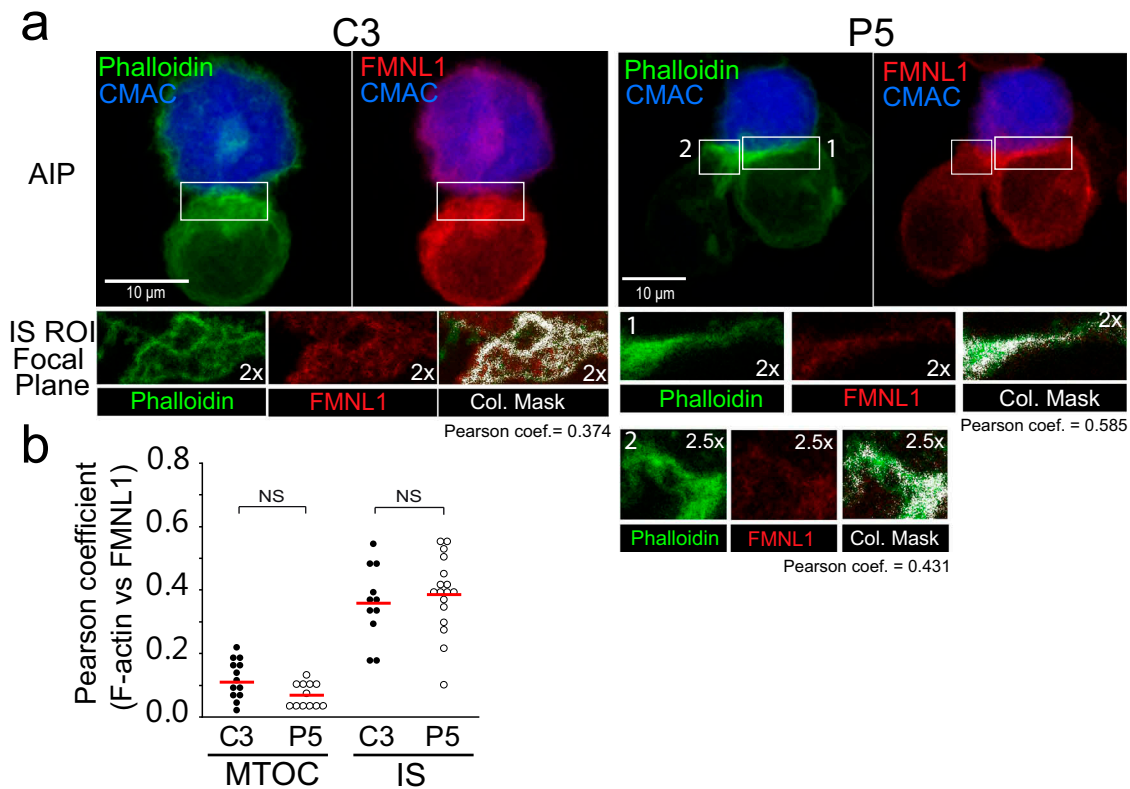 a
C3
P5
Phalloidin
CMAC
FMNL1
CMAC
Phalloidin
CMAC
FMNL1
CMAC
2
1
AIP
10 µm
10 µm
IS ROI
Focal
Plane
2x
2x
2x
1
2x
2x
2x
Phalloidin
FMNL1
Col. Mask
Phalloidin
FMNL1
Col. Mask
Pearson coef.= 0.374
Pearson coef. = 0.585
2
2.5x
2.5x
2.5x
Phalloidin
FMNL1
Col. Mask
Pearson coef. = 0.431
b
Pearson coefficient
(F-actin vs FMNL1)
0.8
0.6
0.4
0.2
0.0
NS
NS
C3
P5
C3
P5
MTOC
IS